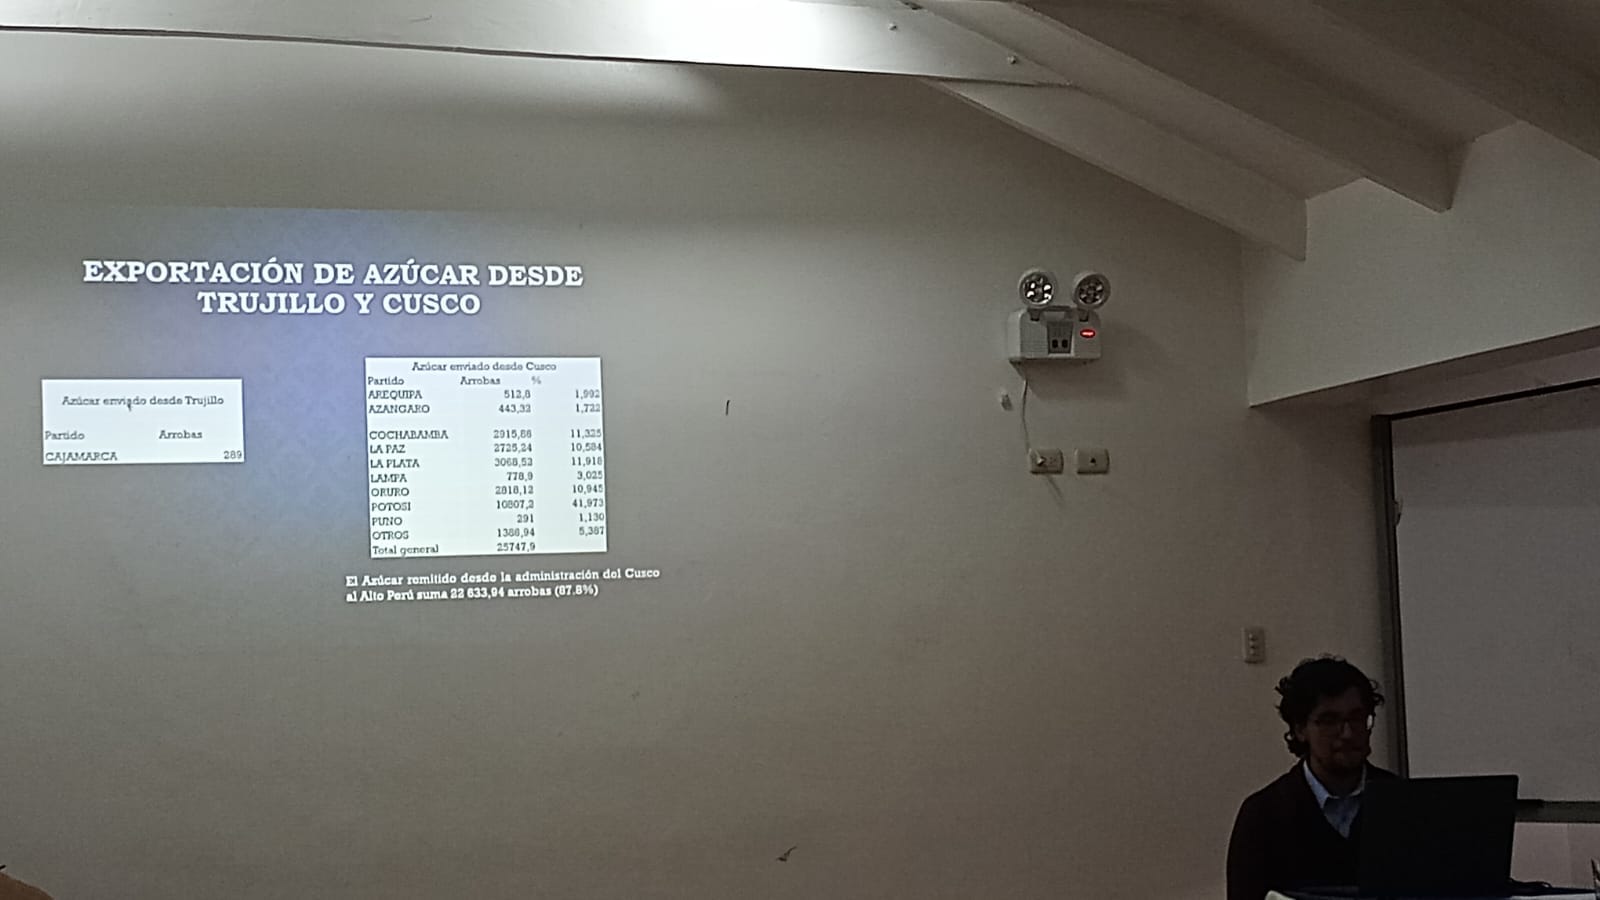 EXPORTACIÓN DE AZÚCAR DESDE
TRUJILLO Y CUSCO
Azúcar enviado desde Trujillo
Partido Arrobas
CAJAMARCA 289
Azúcar enviado desde Cusco
Partido Arrobas %
AREQUIPA 512,8 1,992
AZANGARO 443,32 1,722
COCHABAMBA 2915,86 11,325
LA PAZ 2725,24 10,584
LA PLATA 3068,52 11,918
LAMPA 778,9 3,025
ORURO 2818,12 10,945
POTOSI 10807,2 41,973
PUNO 291 1,130
OTROS 1386,94 5,387
Total general 25747,9
El Azúcar remitido desde la administración del Cusco
al Alto Perú suma 22 633,94 arrobas (87.8%)